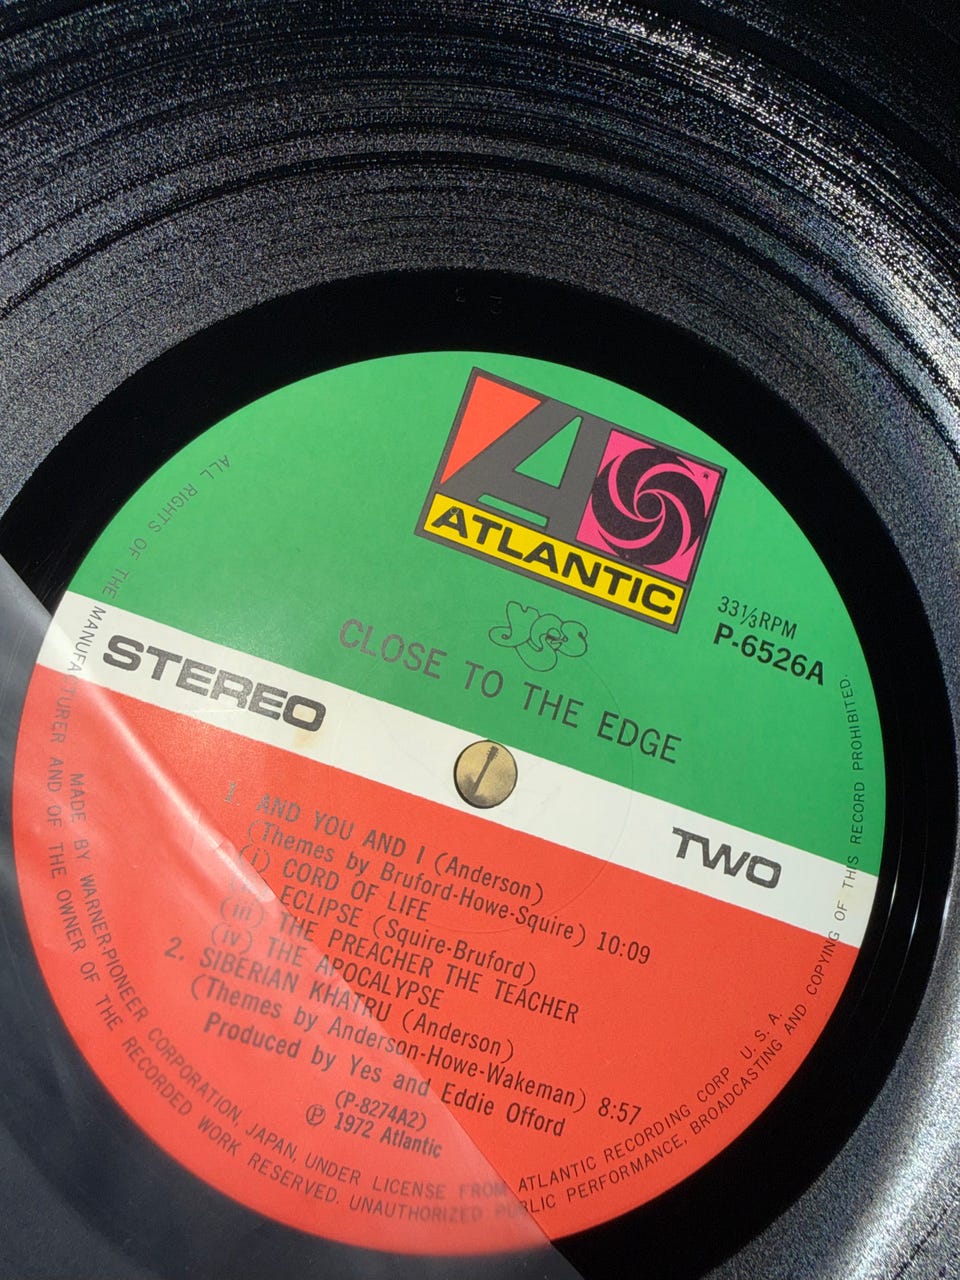 ATLANTIC
33⅓RPM
P-6526A
yes
CLOSE TO THE EDGE
STEREO
TWO
1. AND YOU AND I (Anderson)
(Themes by Bruford-Howe-Squire) 10:09
(i) CORD OF LIFE
ECLIPSE (Squire-Bruford)
(iii) THE PREACHER THE TEACHER
(iv) THE APOCALYPSE
2. SIBERIAN KHATRU (Anderson)
(Themes by Anderson-Howe-Wakeman) 8:57
Produced by Yes and Eddie Offord
(P-8274A2)
Ⓟ 1972 Atlantic
MADE BY WARNER-PIONEER CORPORATION, JAPAN, UNDER LICENSE FROM ATLANTIC RECORDING CORP U. S. A.
ALL RIGHTS OF THE MANUFACTURER AND OF THE OWNER OF THE RECORDED WORK RESERVED. UNAUTHORIZED PUBLIC PERFORMANCE, BROADCASTING AND COPYING OF THIS RECORD PROHIBITED.